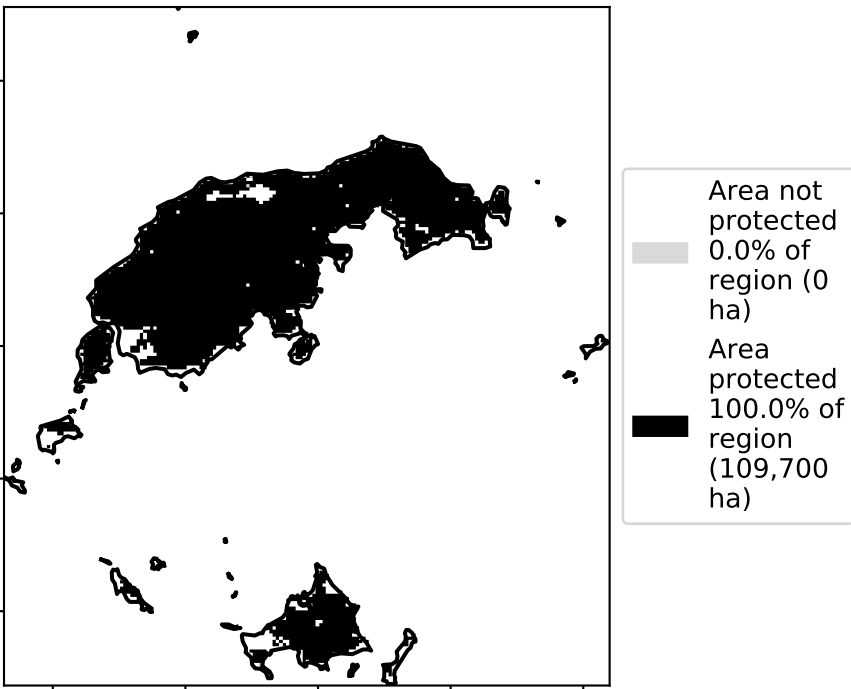 Area not
protected
0.0% of
region (0
ha)
Area
protected
100.0% of
region
(109,700
ha)